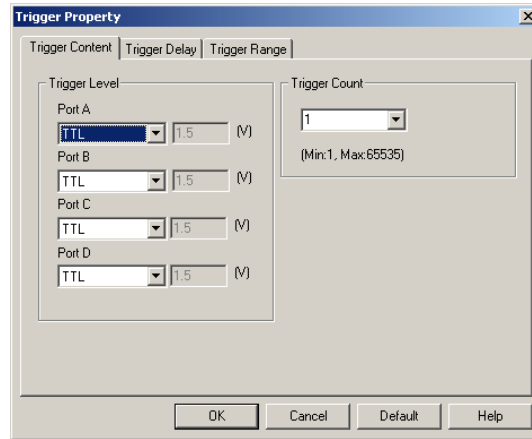 Trigger Property
Trigger Content Trigger Delay Trigger Range
Trigger Level
Port A
TTL 1.5 (V)
Port B
TTL 1.5 (V)
Port C
TTL 1.5 (V)
Port D
TTL 1.5 (V)
Trigger Count
1
(Min:1, Max:65535)
OK Cancel Default Help